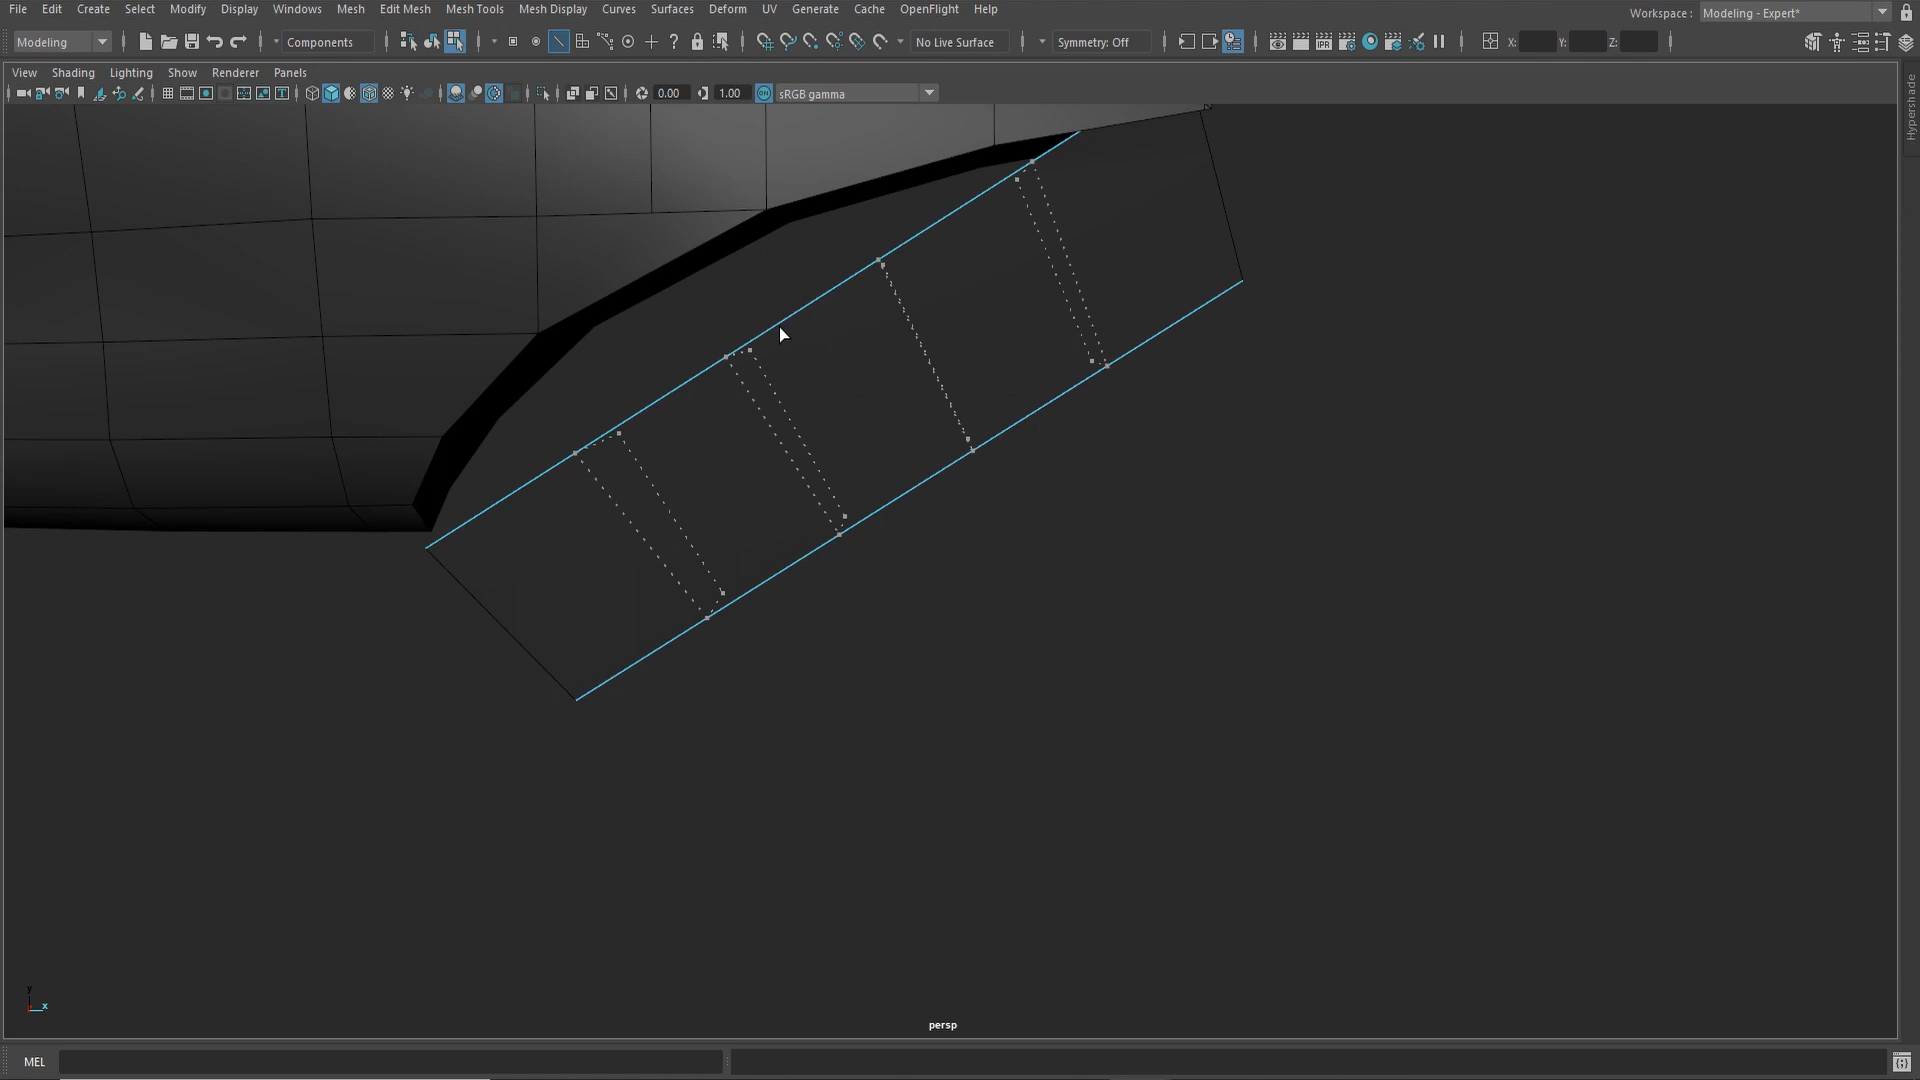 File Edit Create Select Modify Display Windows Mesh Edit Mesh Mesh Tools Mesh Display Curves Surfaces Deform UV Generate Cache OpenFlight Help
Workspace : Modeling - Expert*
Modeling Components No Live Surface Symmetry: Off X: Y: Z:
View Shading Lighting Show Renderer Panels
0.00 1.00 ON sRGB gamma
Hypershade
y
x
persp
MEL